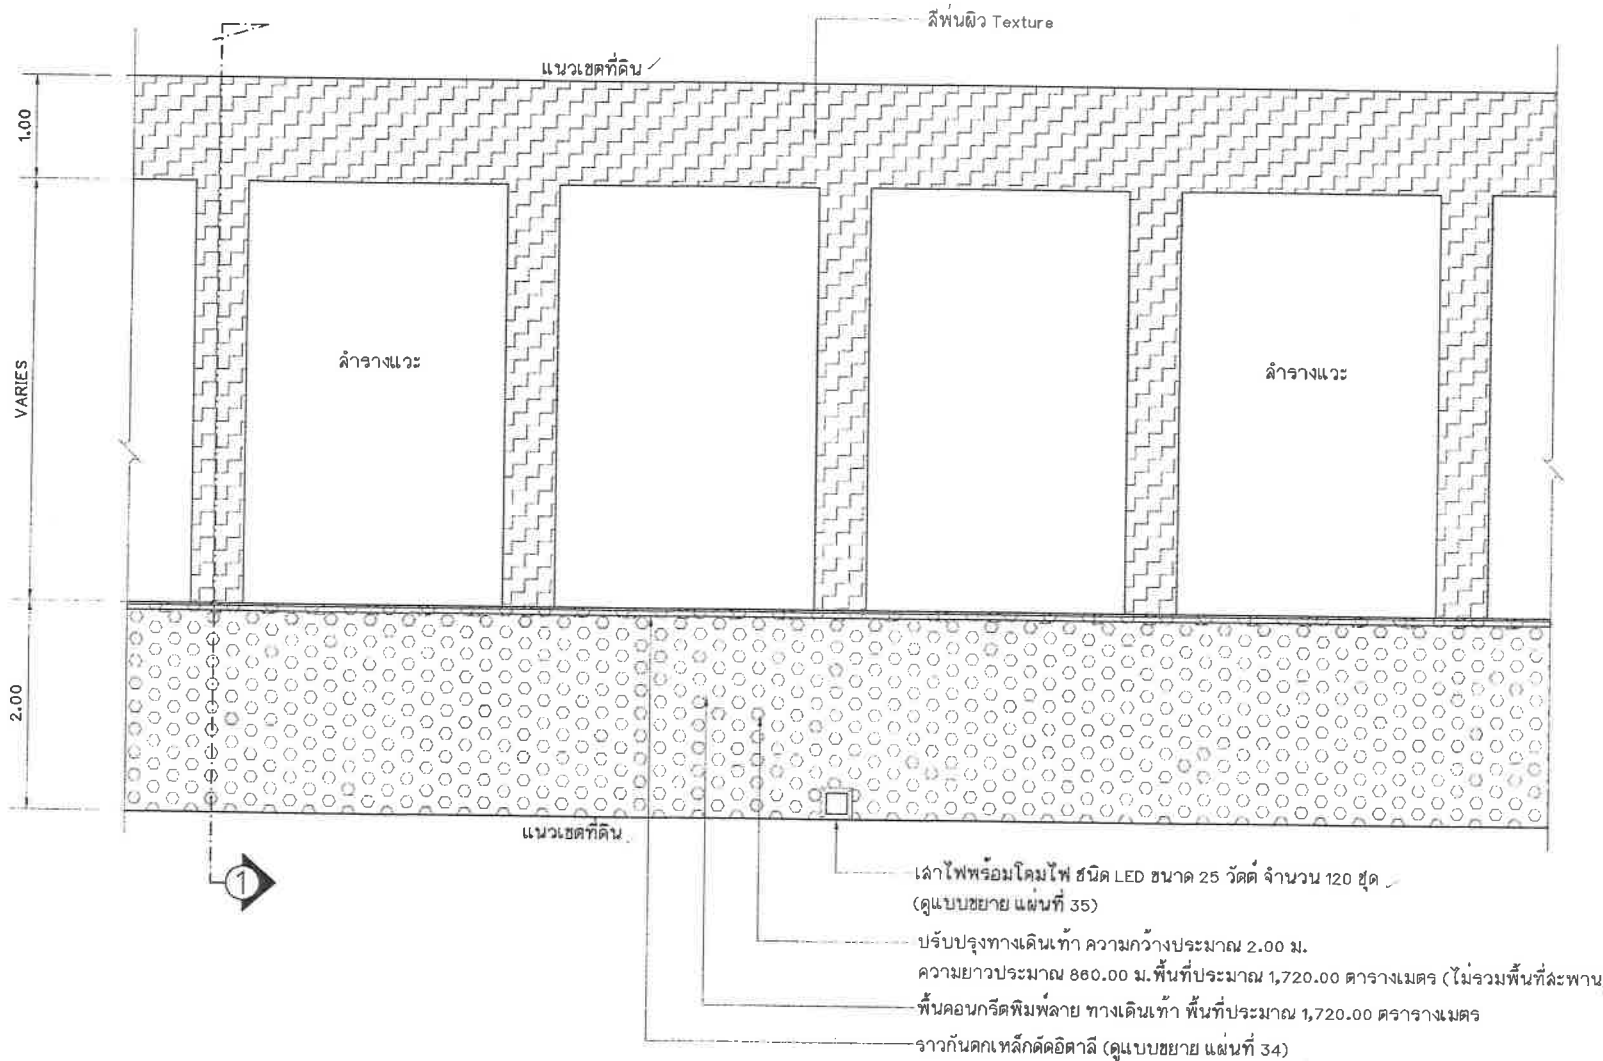 สีพ่นผิว Texture
แนวเขตที่ดิน
1.00
VARIES
ลำรางแวะ
ลำรางแวะ
2.00
แนวเขตที่ดิน
1
เสาไฟพร้อมโคมไฟ ชนิด LED ขนาด 25 วัตต์ จำนวน 120 ชุด
(ดูแบบขยาย แผ่นที่ 35)
ปรับปรุงทางเดินเท้า ความกว้างประมาณ 2.00 ม.
ความยาวประมาณ 860.00 ม. พื้นที่ประมาณ 1,720.00 ตารางเมตร (ไม่รวมพื้นที่สะพาน
พื้นคอนกรีตพิมพ์ลาย ทางเดินเท้า พื้นที่ประมาณ 1,720.00 ตรารางเมตร
ราวกันตกเหล็กดัดอิตาลี (ดูแบบขยาย แผ่นที่ 34)